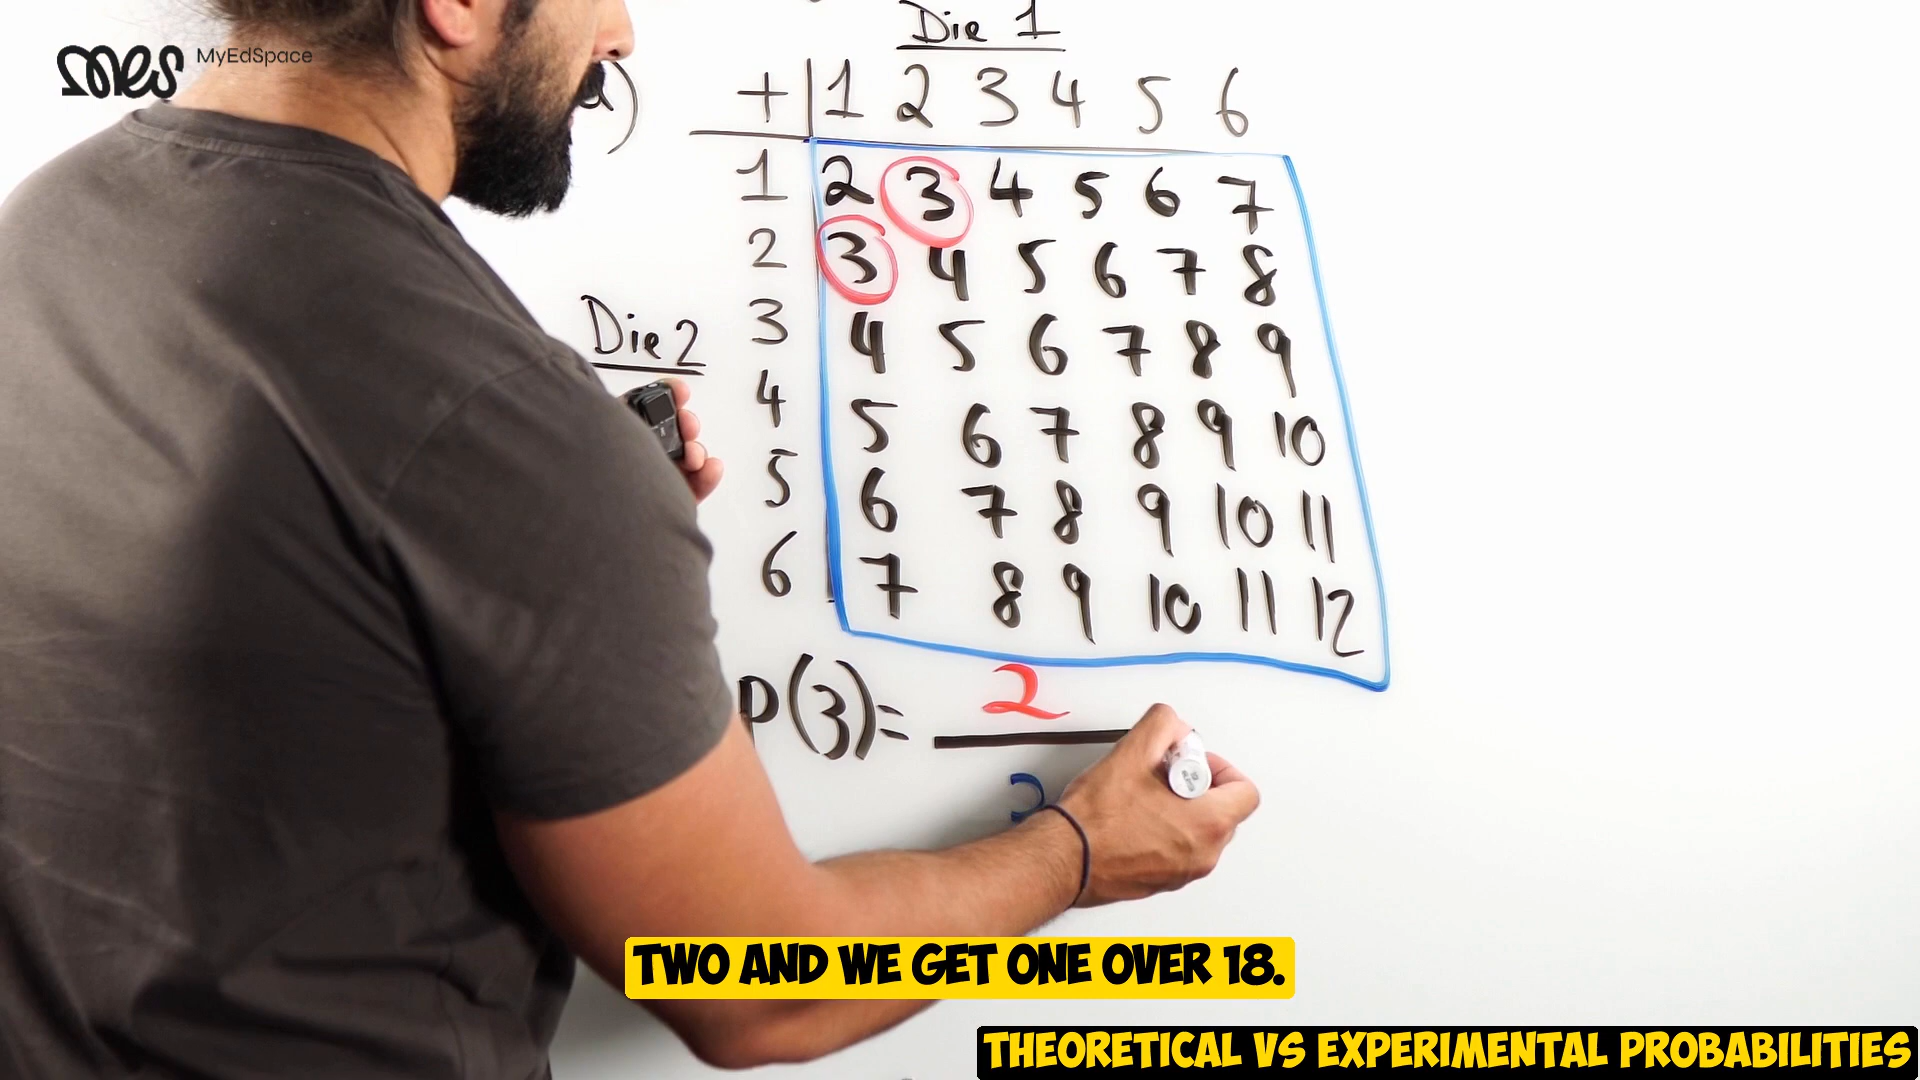 mes MyEdSpace
Die 1
a)
+ 1 2 3 4 5 6
1 2 3 4 5 6 7
2 3 4 5 6 7 8
Die 2
3 4 5 6 7 8 9
4 5 6 7 8 9 10
5 6 7 8 9 10 11
6 7 8 9 10 11 12
P(3) = 2
3
TWO AND WE GET ONE OVER 18.
THEORETICAL VS EXPERIMENTAL PROBABILITIES